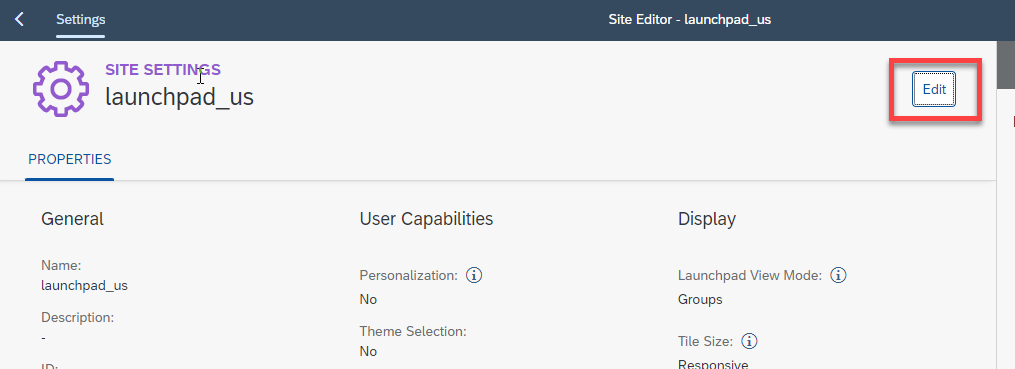 Settings
Site Editor - launchpad_us
SITE SETTINGS
launchpad_us
Edit
PROPERTIES
General
Name:
launchpad_us
Description:
-
User Capabilities
Personalization:
No
Theme Selection:
No
Display
Launchpad View Mode:
Groups
Tile Size:
Responsive